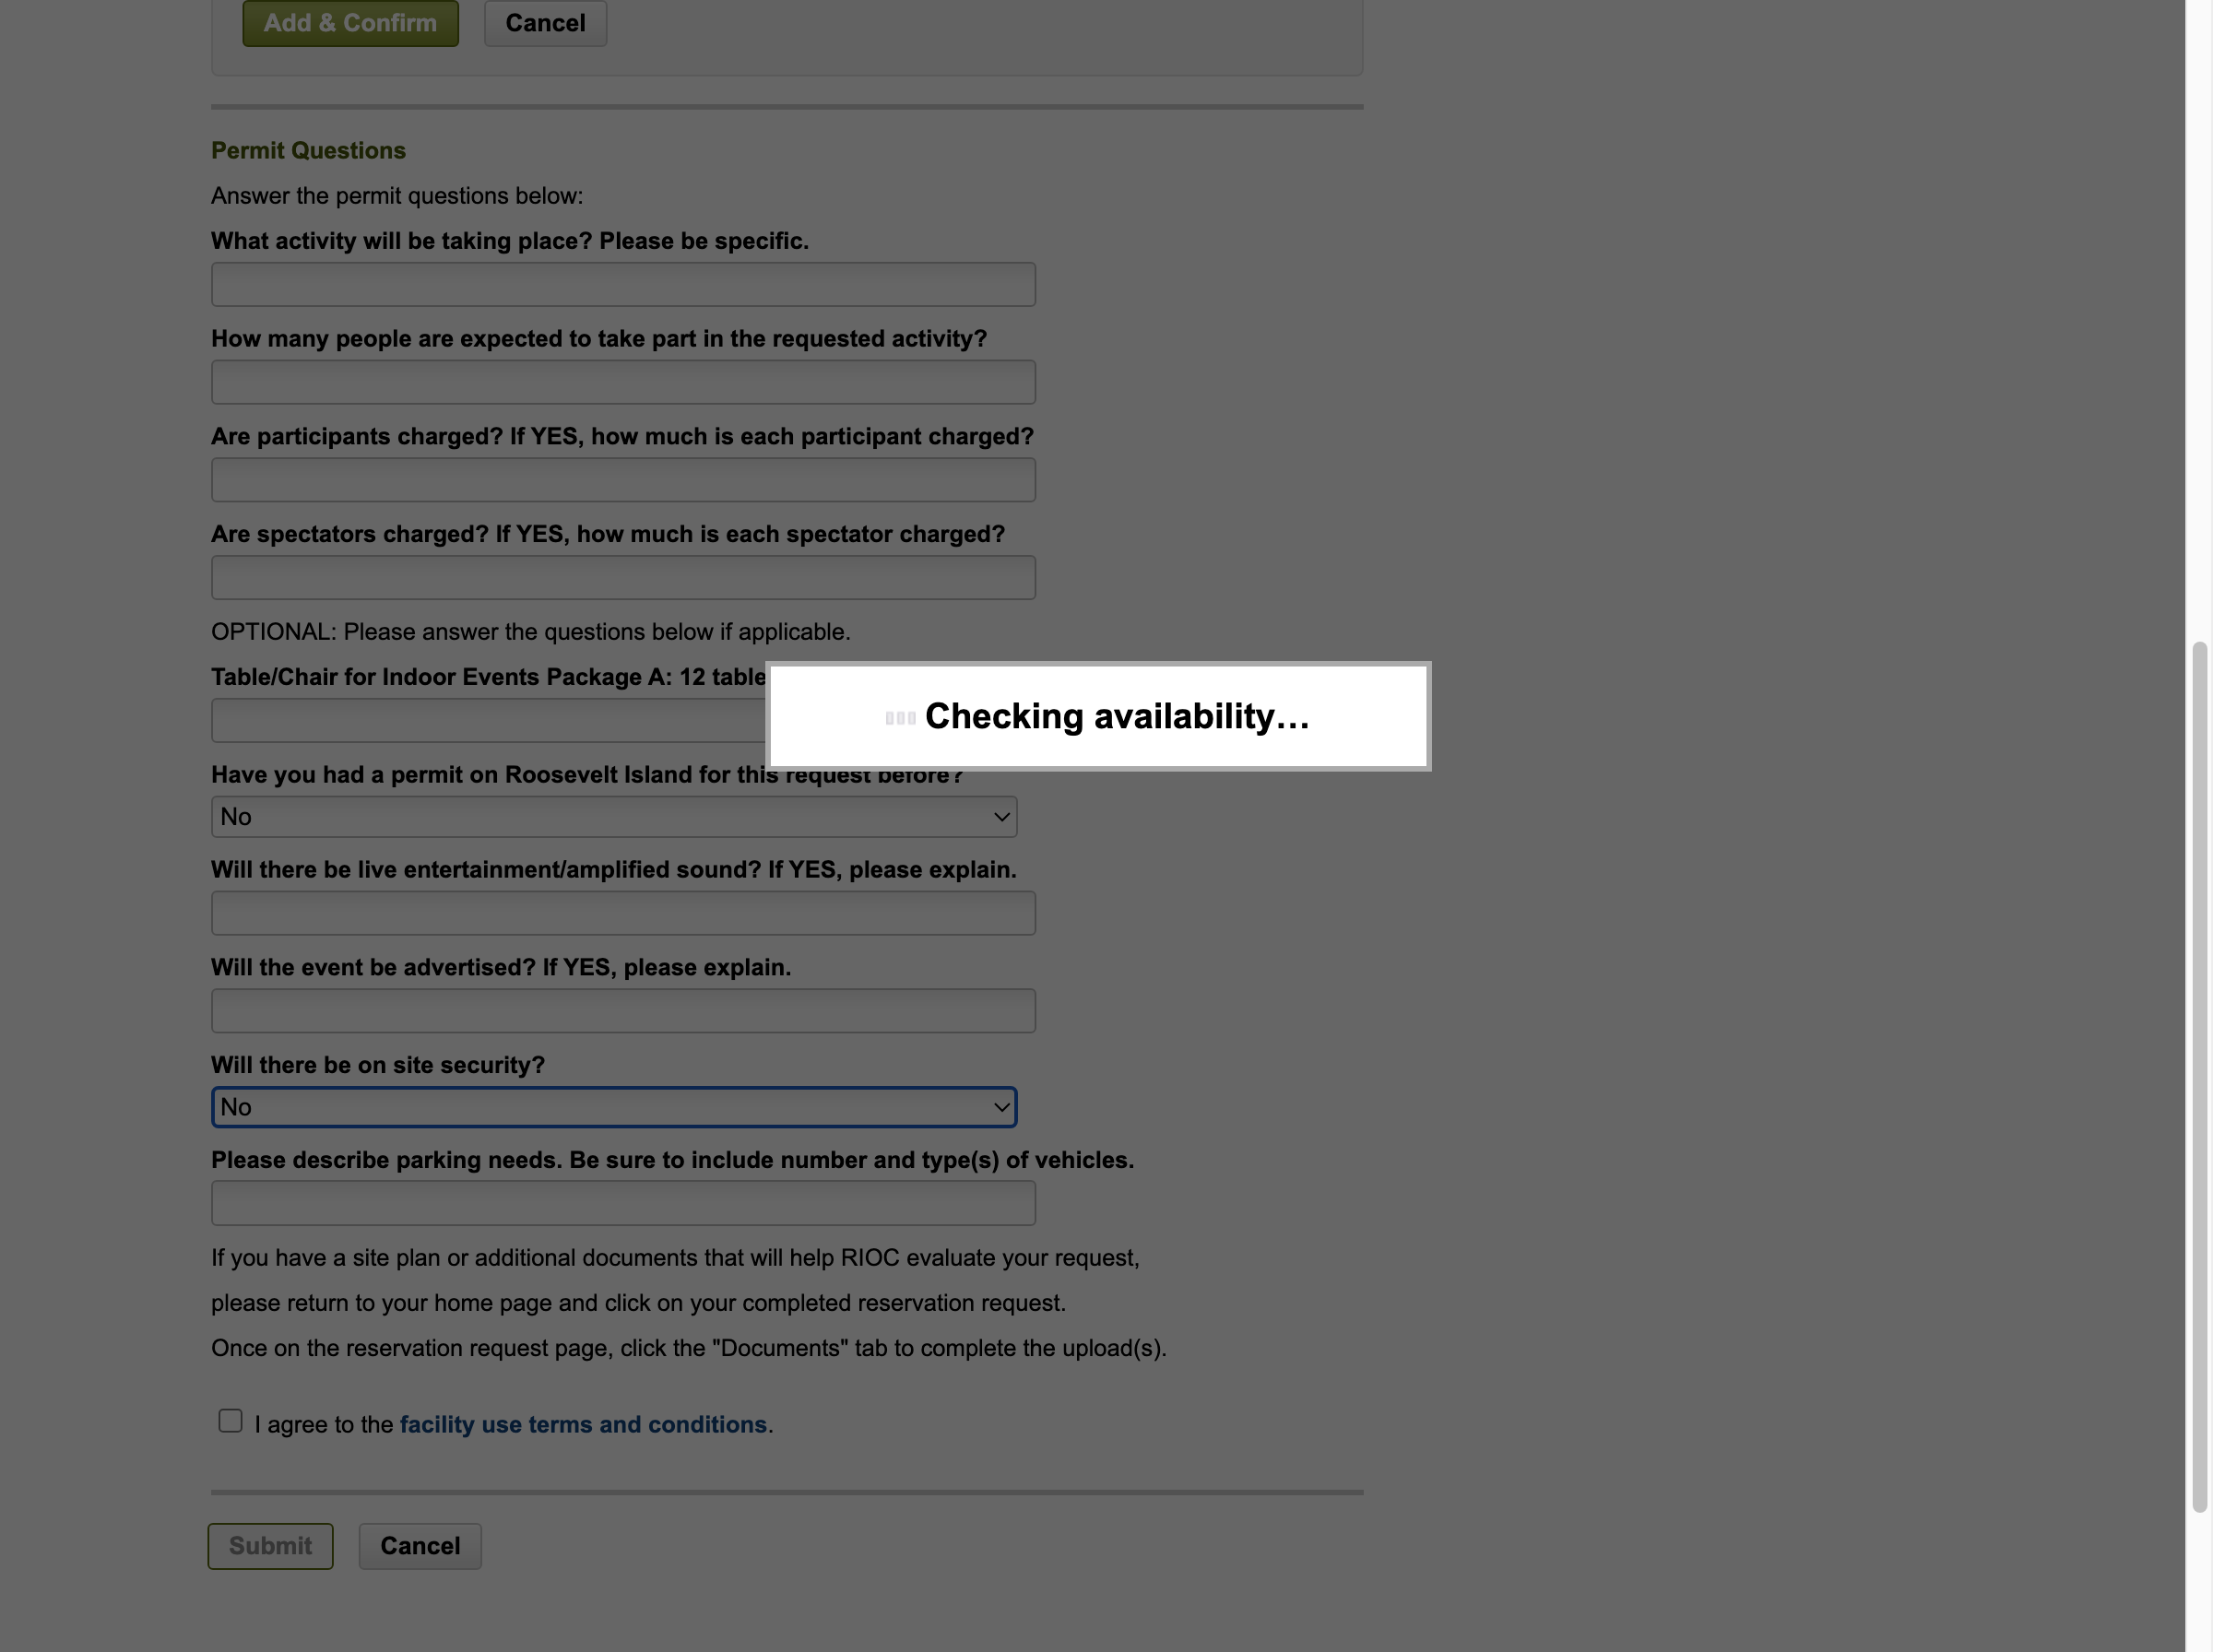 Add & Confirm Cancel
Permit Questions
Answer the permit questions below:
What activity will be taking place? Please be specific.
How many people are expected to take part in the requested activity?
Are participants charged? If YES, how much is each participant charged?
Are spectators charged? If YES, how much is each spectator charged?
OPTIONAL: Please answer the questions below if applicable.
Table/Chair for Indoor Events Package A: 12 table
Checking availability...
Have you had a permit on Roosevelt Island for this request before?
No
Will there be live entertainment/amplified sound? If YES, please explain.
Will the event be advertised? If YES, please explain.
Will there be on site security?
No
Please describe parking needs. Be sure to include number and type(s) of vehicles.
If you have a site plan or additional documents that will help RIOC evaluate your request,
please return to your home page and click on your completed reservation request.
Once on the reservation request page, click the "Documents" tab to complete the upload(s).
I agree to the facility use terms and conditions.
Submit Cancel